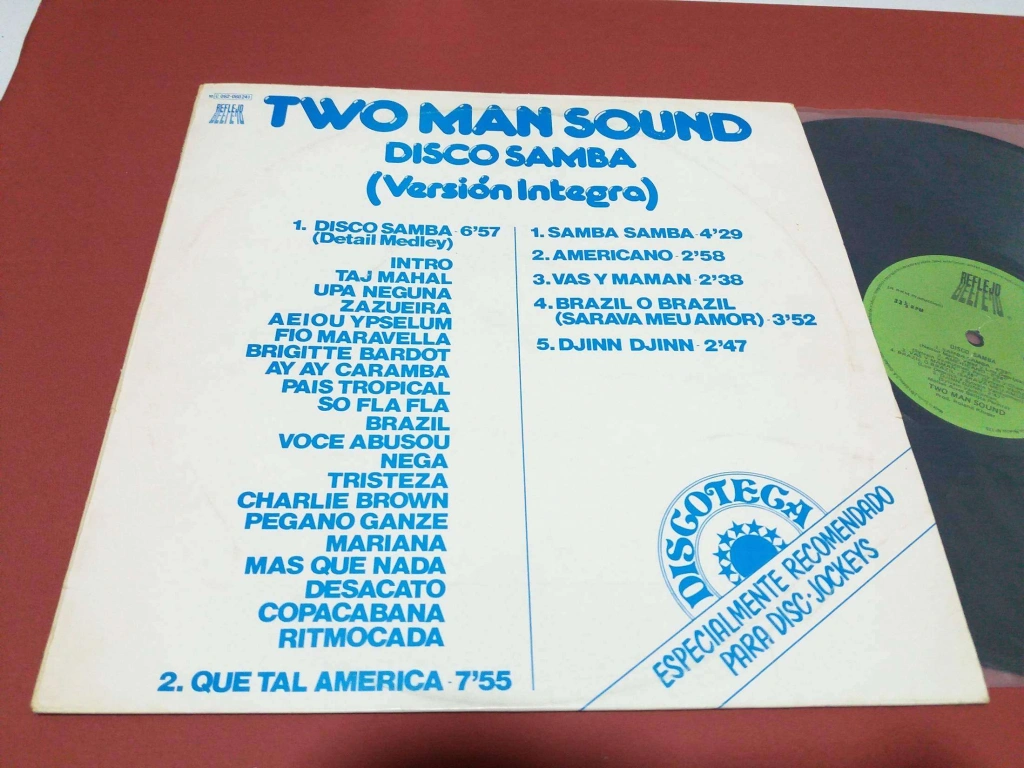 REFLEJO
TWO MAN SOUND
DISCO SAMBA
(Versión Integra)
1. DISCO SAMBA - 6'57
(Detail Medley)
INTRO
TAJ MAHAL
UPA NEGUNA
ZAZUEIRA
AEIOU YPSELUM
FIO MARAVELLA
BRIGITTE BARDOT
AY AY CARAMBA
PAIS TROPICAL
SO FLA FLA
BRAZIL
VOCE ABUSOU
NEGA
TRISTEZA
CHARLIE BROWN
PEGANO GANZE
MARIANA
MAS QUE NADA
DESACATO
COPACABANA
RITMOCADA
2. QUE TAL AMERICA - 7'55
1. SAMBA SAMBA - 4'29
2. AMERICANO - 2'58
3. VAS Y MAMAN - 2'38
4. BRAZIL O BRAZIL
(SARAVA MEU AMOR) - 3'52
5. DJINN DJINN - 2'47
DISCOTECA
ESPECIALMENTE RECOMENDADO
PARA DISC-JOCKEYS
REFLEJO
DISCO SAMBA
TWO MAN SOUND